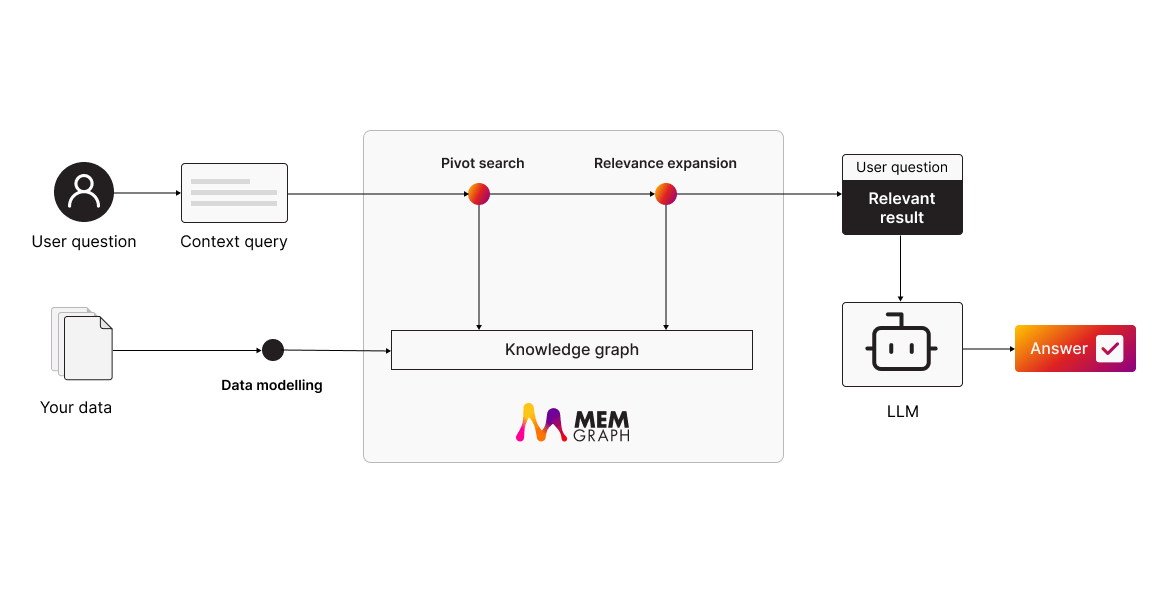 Pivot search
Relevance expansion
User question
Relevant
result
User question
Context query
Knowledge graph
Answer
Data modelling
Your data
MEM
GRAPH
LLM